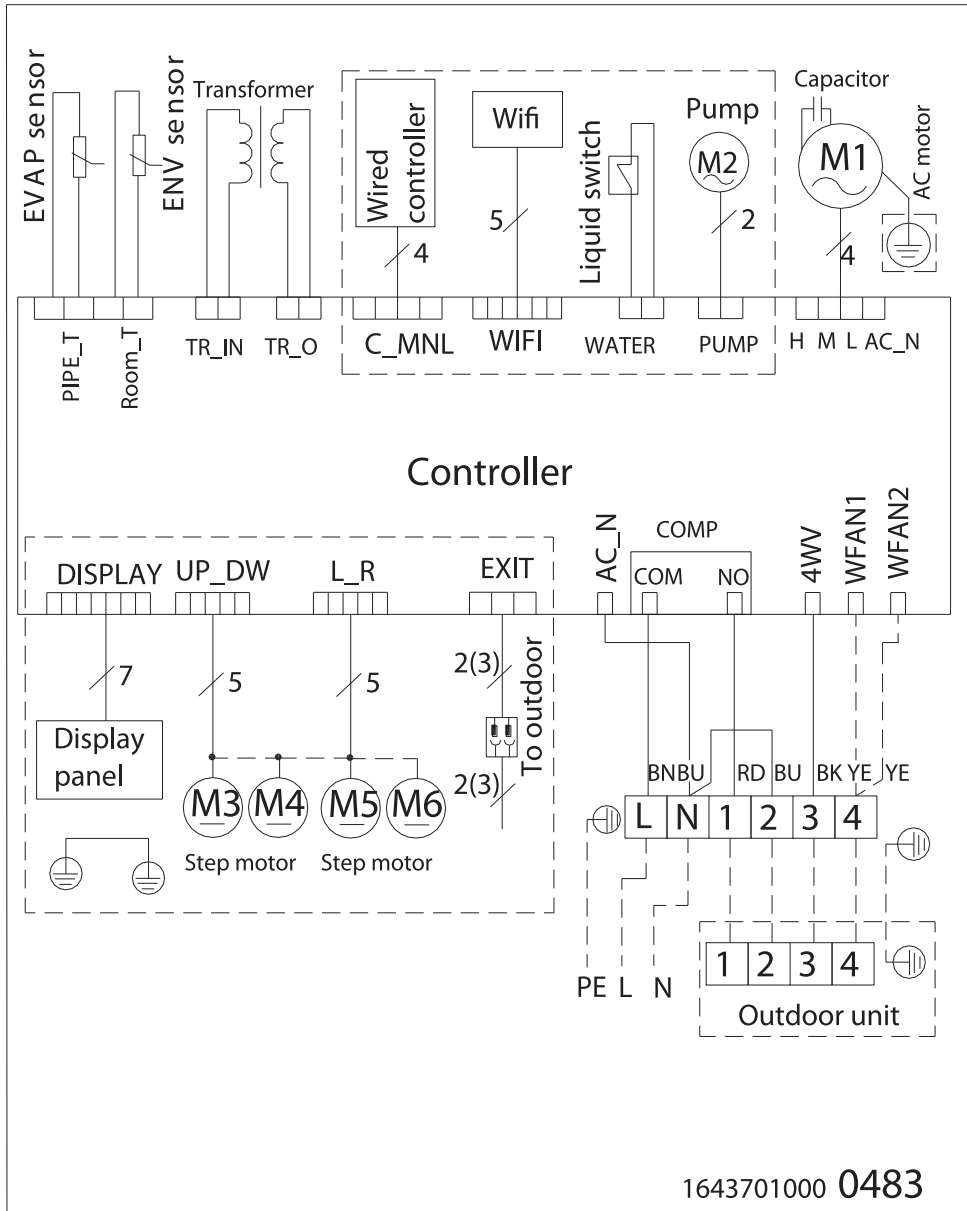 EVAP sensor
ENV sensor
Transformer
Wired
controller
Wifi
Liquid switch
Pump
M2
Capacitor
M1
AC motor
4
5
2
4
PIPE_T
Room_T
TR_IN
TR_O
C_MNL
WIFI
WATER
PUMP
H M L AC_N
Controller
DISPLAY
UP_DW
L_R
EXIT
AC_N
COMP
COM
NO
4WV
WFAN1
WFAN2
7
5
5
2(3)
2(3)
To outdoor
Display
panel
M3
M4
M5
M6
Step motor
Step motor
BN
BU
RD
BU
BK
YE
YE
L N 1 2 3 4
PE L N
1 2 3 4
Outdoor unit
1643701000 0483